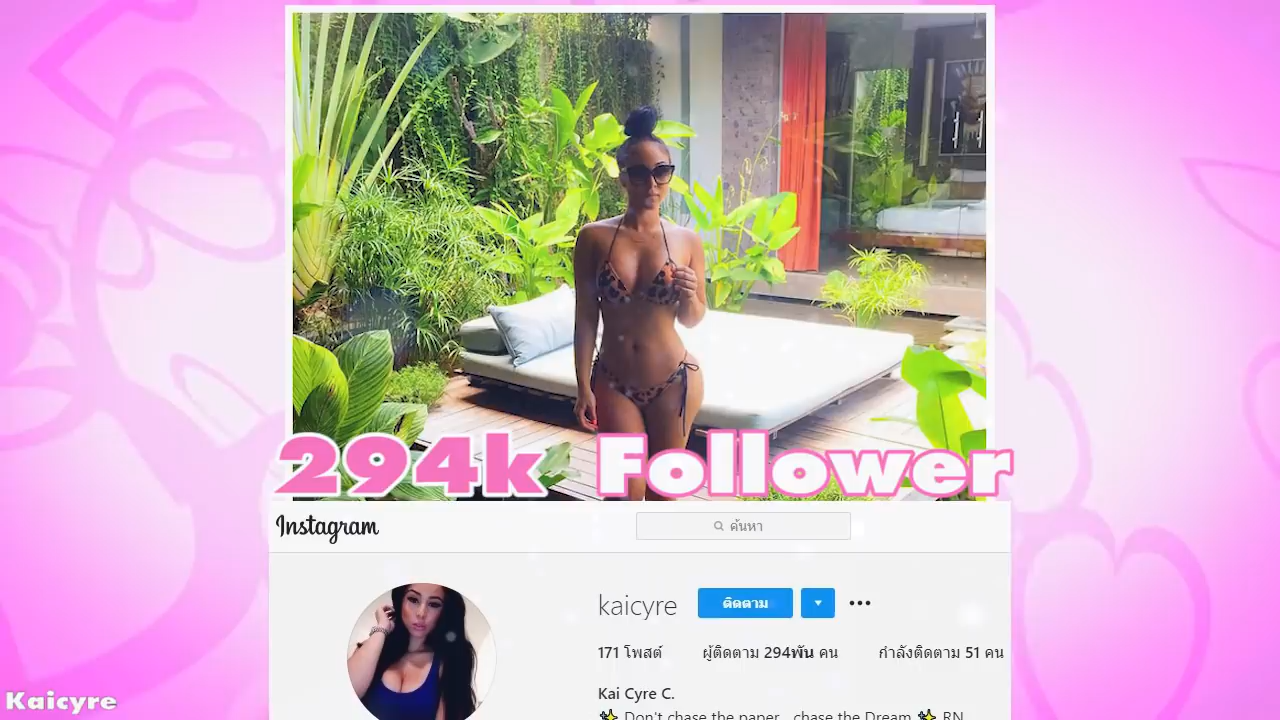 294k Follower
Instagram
ค้นหา
kaicyre
ติดตาม
171 โพสต์ ผู้ติดตาม 294พัน คน กำลังติดตาม 51 คน
Kai Cyre C.
✨ Don't chase the paper.. chase the Dream ✨ RN
Kaicyre